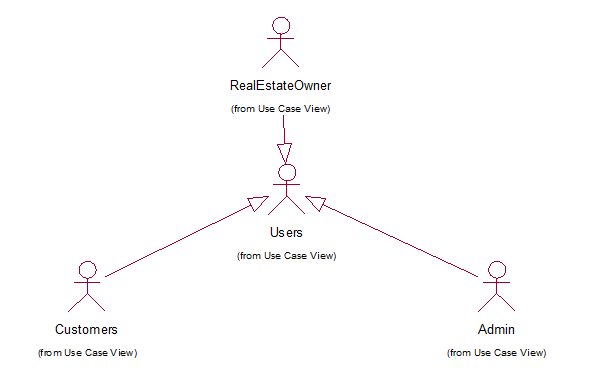 RealEstateOwner
(from Use Case View)
Users
(from Use Case View)
Customers
(from Use Case View)
Admin
(from Use Case View)